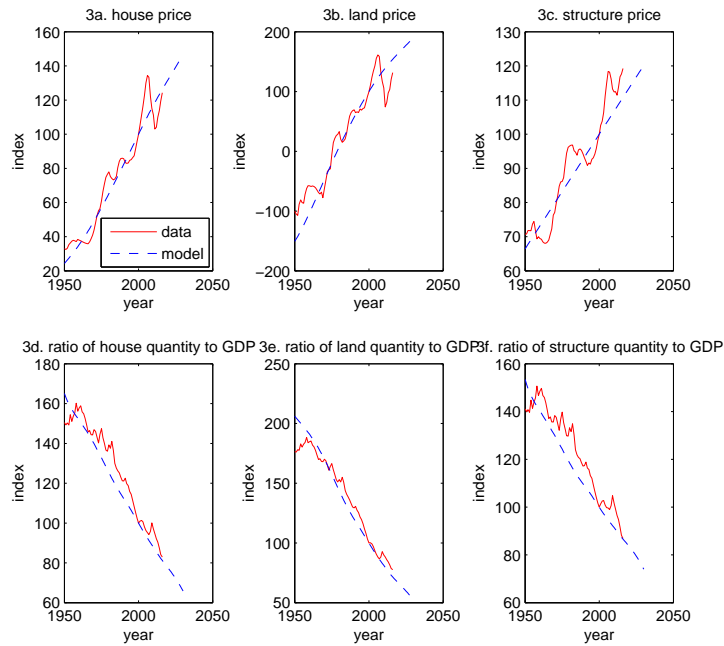 3a. house price
160
140
120
100
80
60
40
20
index
data
model
1950
2000
2050
year
3b. land price
200
100
0
−100
−200
index
1950
2000
2050
year
3c. structure price
120
110
100
90
80
70
60
index
1950
2000
2050
year
3d. ratio of house quantity to GDP
180
160
140
120
100
80
60
index
1950
2000
2050
year
3e. ratio of land quantity to GDP
250
200
150
100
50
index
1950
2000
2050
year
3f. ratio of structure quantity to GDP
160
140
120
100
80
60
index
1950
2000
2050
year